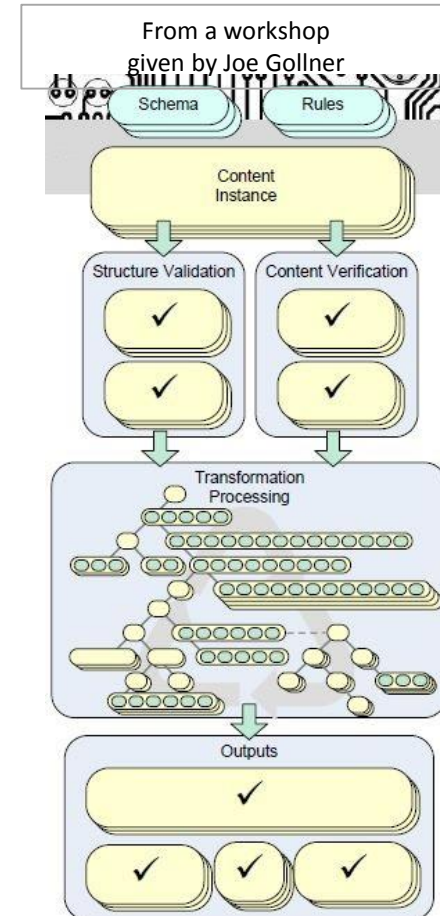 From a workshop
given by Joe Gollner
Schema Rules
Content
Instance
Structure Validation Content Verification
Transformation
Processing
Outputs